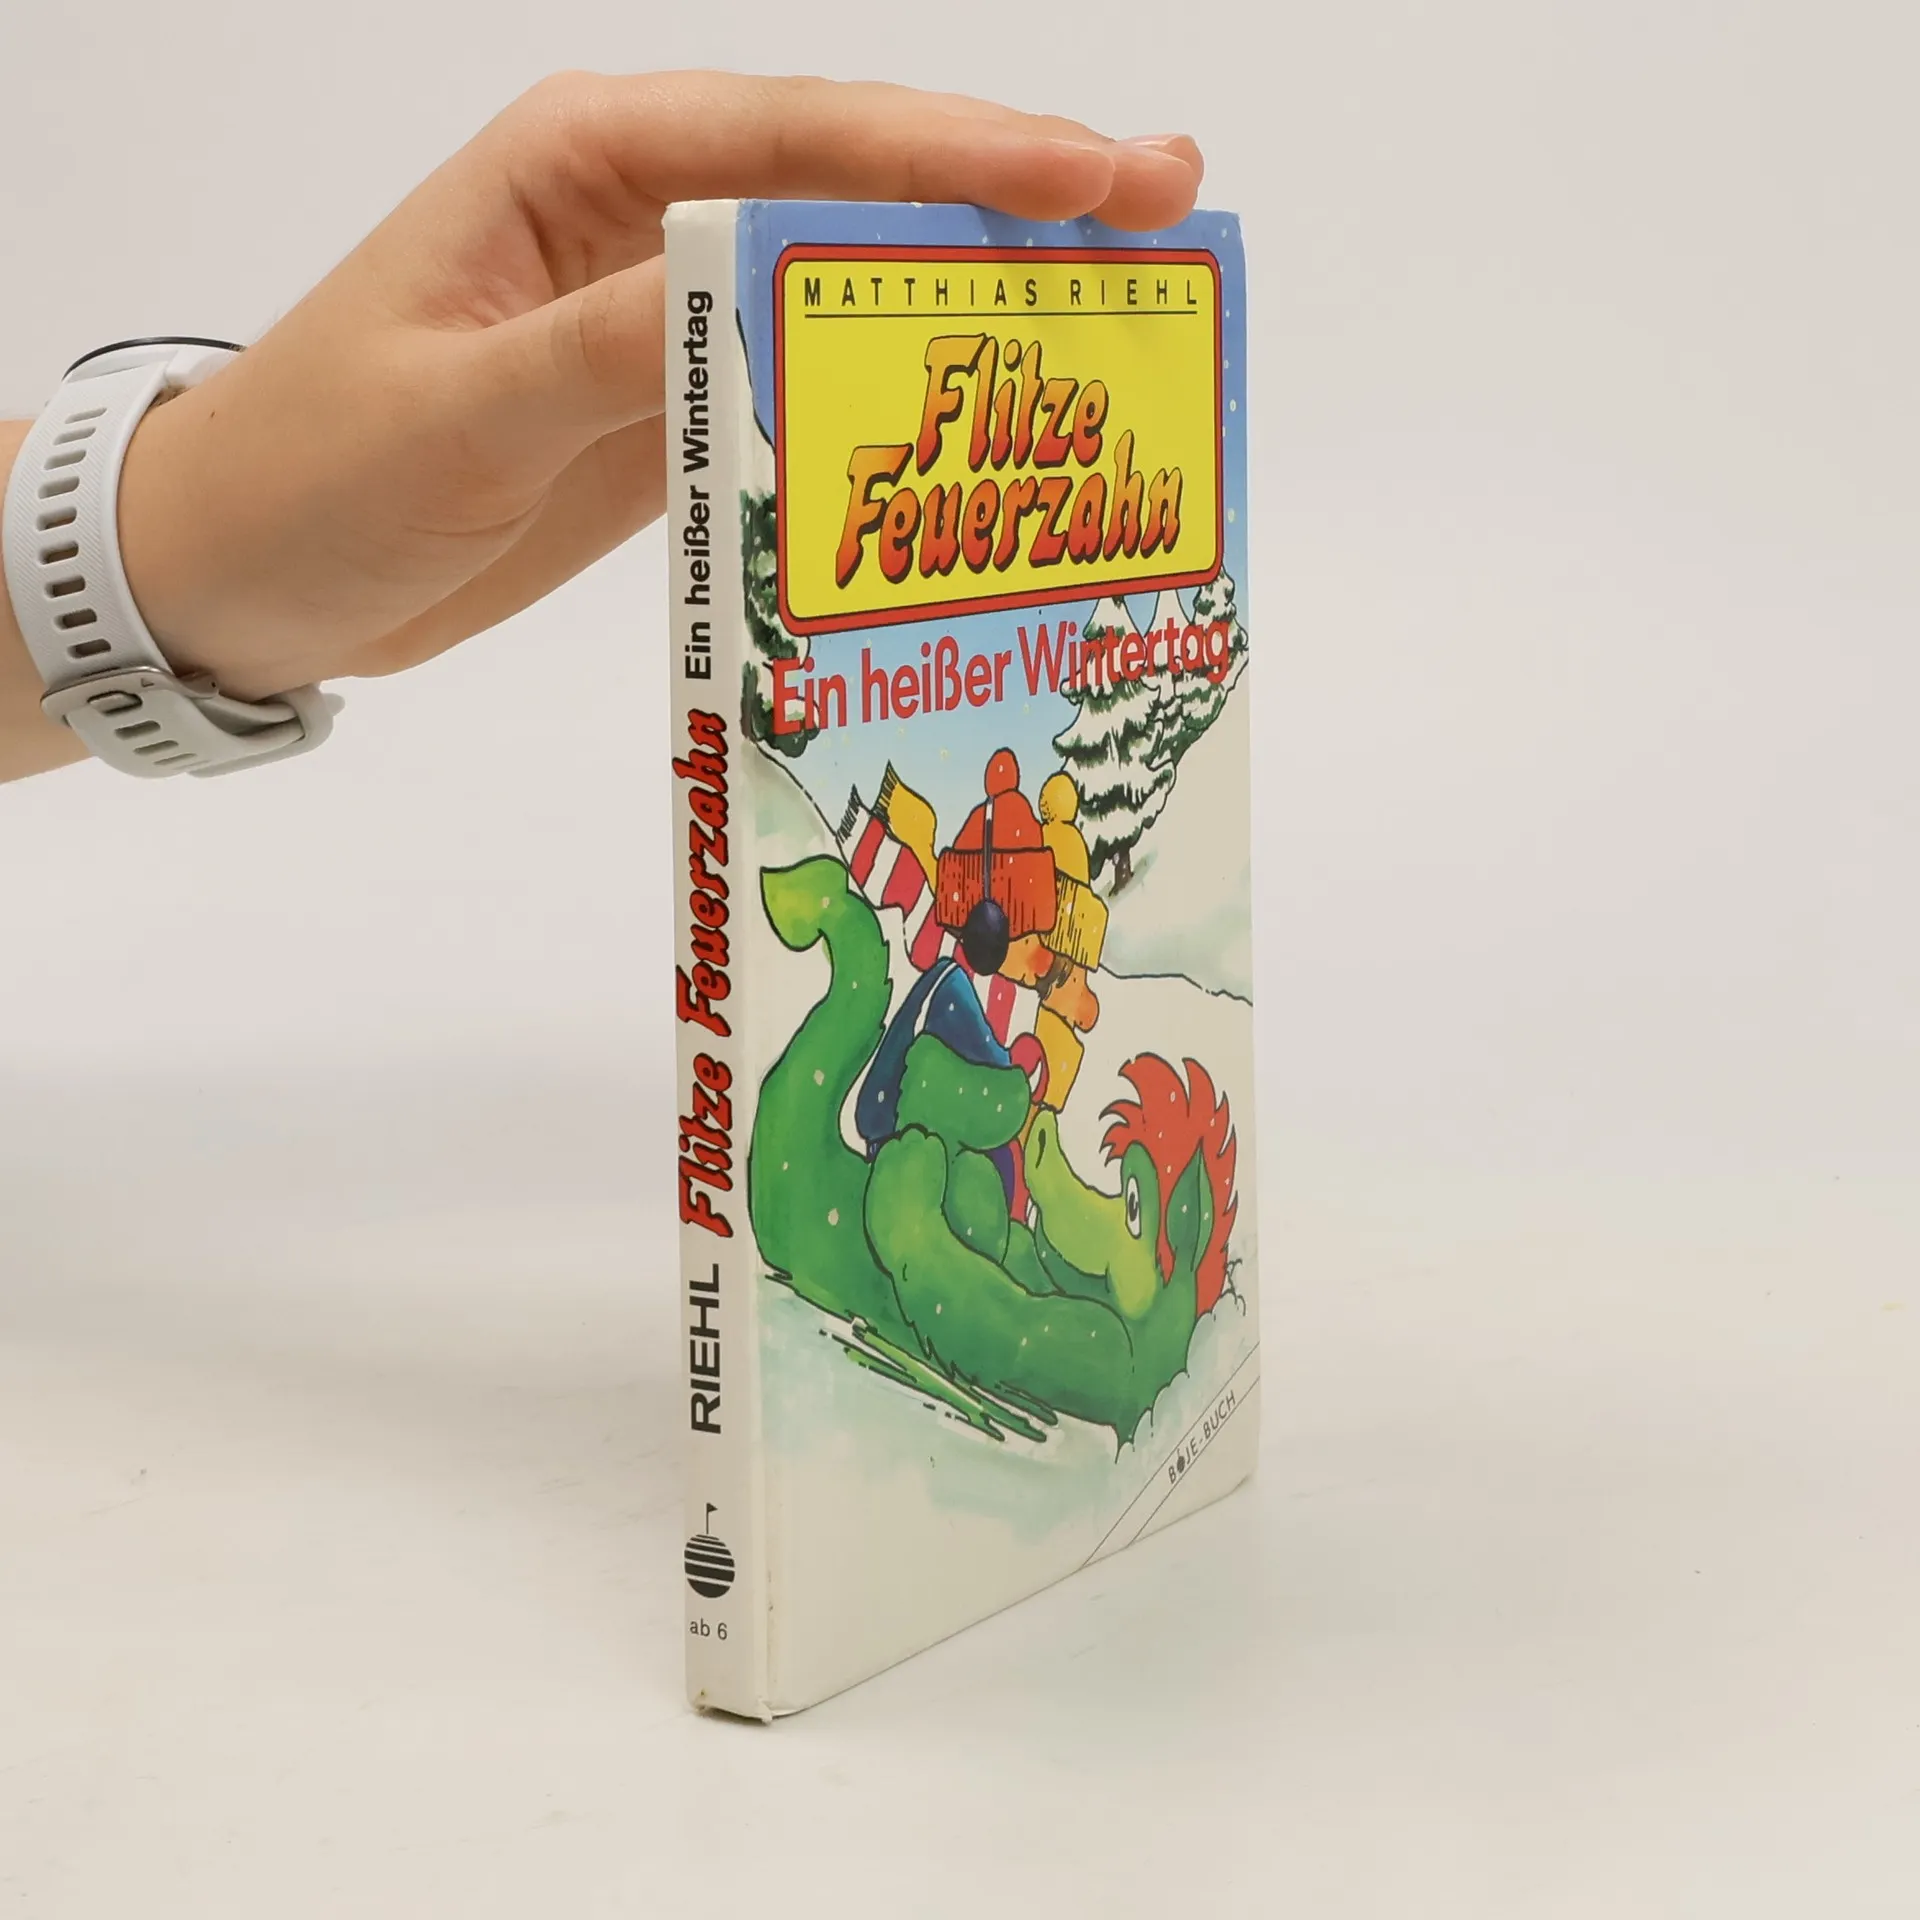 MATTHIAS RIEHL
Flitze
Feuerzahn
Ein heißer Wintertag
BOJE-BUCH
RIEHL Flitze Feuerzahn Ein heißer Wintertag
ab 6